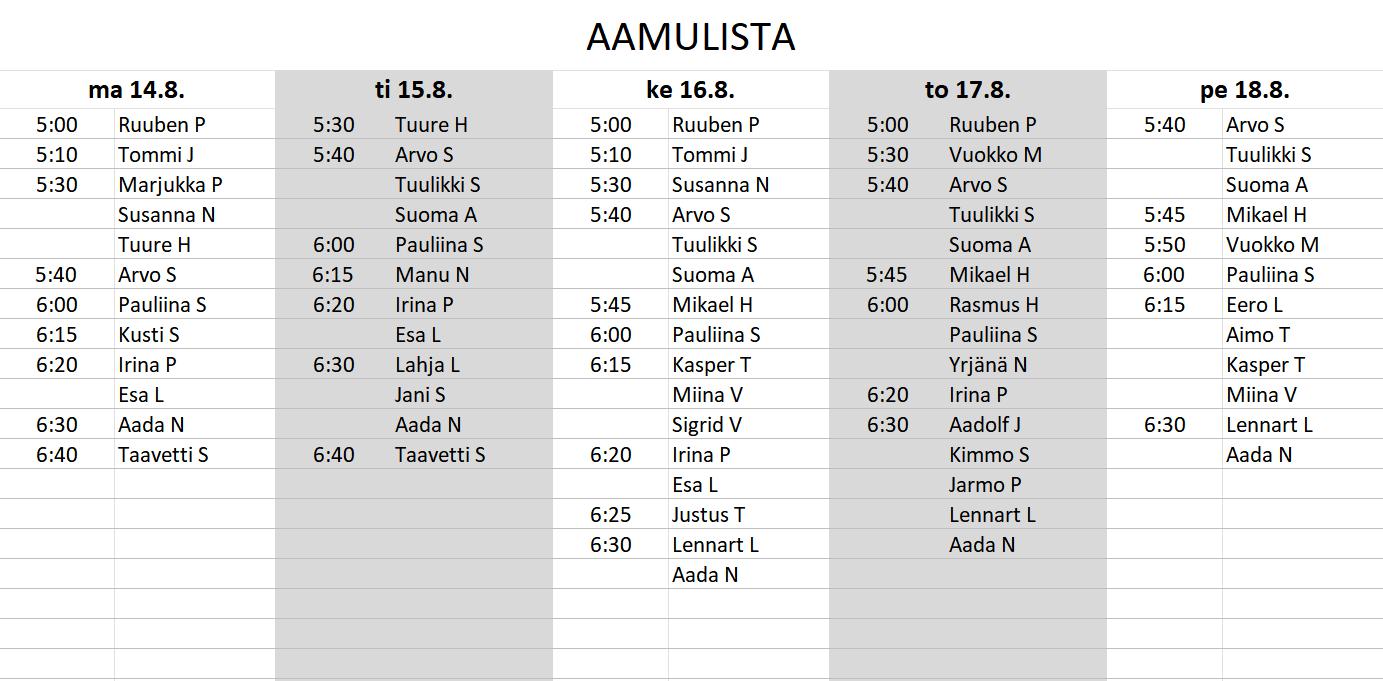 AAMULISTA
ma 14.8. ti 15.8. ke 16.8. to 17.8. pe 18.8.
5:00 Ruuben P 5:30 Tuure H 5:00 Ruuben P 5:00 Ruuben P 5:40 Arvo S
5:10 Tommi J 5:40 Arvo S 5:10 Tommi J 5:30 Vuokko M Tuulikki S
5:30 Marjukka P Tuulikki S 5:30 Susanna N 5:40 Arvo S Suoma A
Susanna N Suoma A 5:40 Arvo S Tuulikki S 5:45 Mikael H
Tuure H 6:00 Pauliina S Tuulikki S Suoma A 5:50 Vuokko M
5:40 Arvo S 6:15 Manu N Suoma A 5:45 Mikael H 6:00 Pauliina S
6:00 Pauliina S 6:20 Irina P 5:45 Mikael H 6:00 Rasmus H 6:15 Eero L
6:15 Kusti S Esa L 6:00 Pauliina S Pauliina S Aimo T
6:20 Irina P 6:30 Lahja L 6:15 Kasper T Yrjänä N Kasper T
Esa L Jani S Miina V 6:20 Irina P Miina V
6:30 Aada N Aada N Sigrid V 6:30 Aadolf J 6:30 Lennart L
6:40 Taavetti S 6:40 Taavetti S 6:20 Irina P Kimmo S Aada N
Esa L Jarmo P
6:25 Justus T Lennart L
6:30 Lennart L Aada N
Aada N